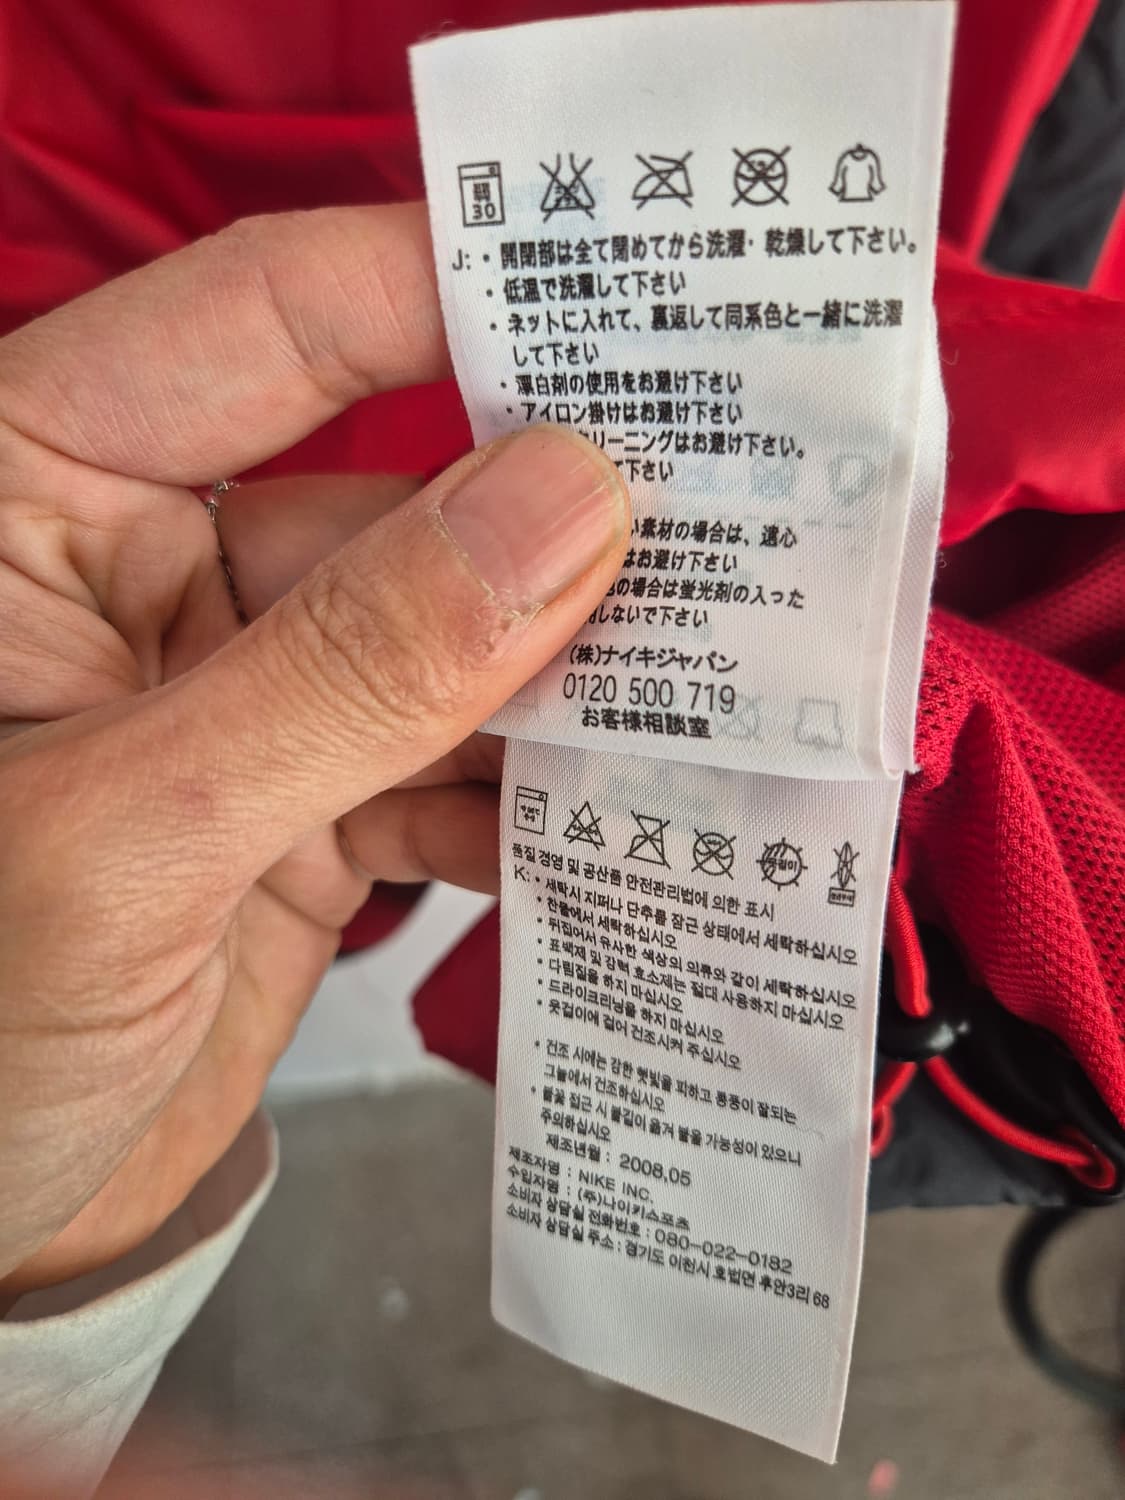 30
J: ・開閉部は全て閉めてから洗濯・乾燥して下さい。
・低温で洗濯して下さい
・ネットに入れて、裏返して同系色と一緒に洗濯
して下さい
・漂白剤の使用をお避け下さい
・アイロン掛けはお避け下さい
リーニングはお避け下さい。
て下さい
い素材の場合は、遠心
はお避け下さい
の場合は蛍光剤の入った
しないで下さい
(株)ナイキジャパン
0120 500 719
お客様相談室
품질 경영 및 공산품 안전관리법에 의한 표시
K: • 세탁시 지퍼나 단추를 잠근 상태에서 세탁하십시오
• 찬물에서 세탁하십시오
• 뒤집어서 유사한 색상의 의류와 같이 세탁하십시오
• 표백제 및 강력 효소제는 절대 사용하지 마십시오
• 다림질을 하지 마십시오
• 드라이크리닝을 하지 마십시오
• 옷걸이에 걸어 건조시켜 주십시오
• 건조 시에는 강한 햇빛을 피하고 통풍이 잘되는
그늘에서 건조하십시오
• 불꽃 접근 시 불길이 옮겨 붙을 가능성이 있으니
주의하십시오
제조년월 : 2008.05
제조자명 : NIKE INC.
수입자명 : (주)나이키스포츠
소비자 상담실 전화번호 : 080-022-0182
소비자 상담실 주소 : 경기도 이천시 호법면 후안3리 68